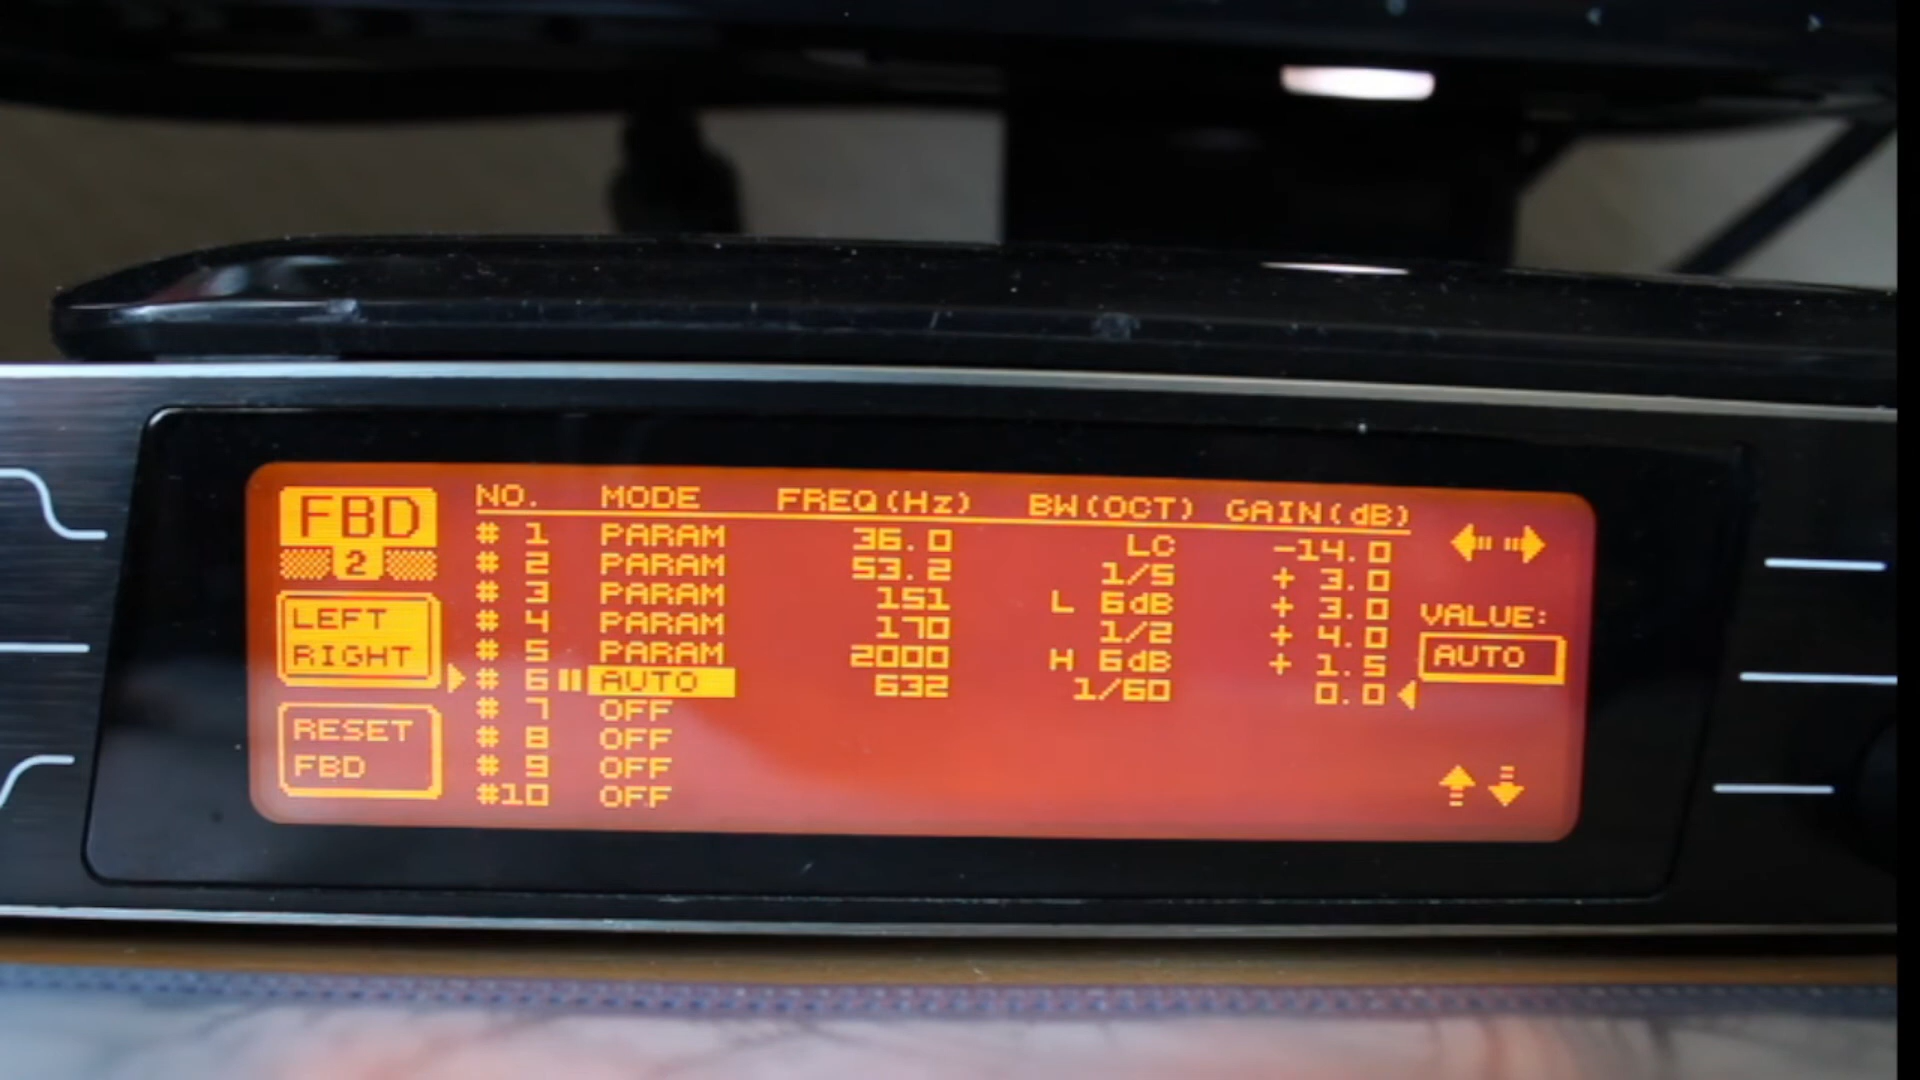 FBD
2
LEFT
RIGHT
RESET
FBD
NO. MODE FREQ(Hz) BW(OCT) GAIN(dB)
# 1 PARAM 36.0 LC -14.0
# 2 PARAM 53.2 1/5 + 3.0
# 3 PARAM 151 L 6dB + 3.0
# 4 PARAM 170 1/2 + 4.0
# 5 PARAM 2000 H 6dB + 1.5
# 6 AUTO 632 1/60 0.0
# 7 OFF
# 8 OFF
# 9 OFF
#10 OFF
VALUE:
AUTO